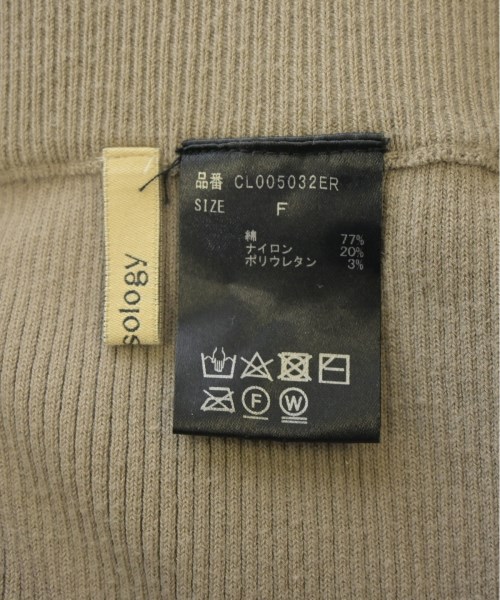 品番 CL005032ER
SIZE F
綿 77%
ナイロン 20%
ポリウレタン 3%
F
W
sology